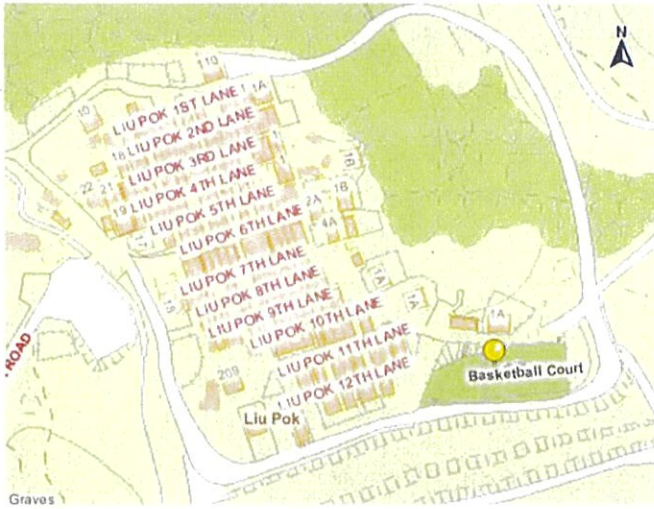 N
110
1A
10
LIU POK 1ST LANE
LIU POK 2ND LANE
18
LIU POK 3RD LANE
LIU POK 4TH LANE
22
21
19
LIU POK 5TH LANE
1B
LIU POK 6TH LANE
2A
1B
4A
LIU POK 7TH LANE
LIU POK 8TH LANE
1A
LIU POK 9TH LANE
1A
LIU POK 10TH LANE
1A
LIU POK 11TH LANE
ROAD
209
LIU POK 12TH LANE
Basketball Court
Liu Pok
Graves